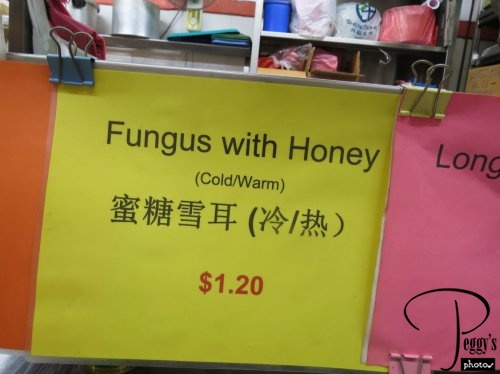 Fungus with Honey
(Cold/Warm)
蜜糖雪耳 (冷/热)
$1.20
Long
Peggy's
photos